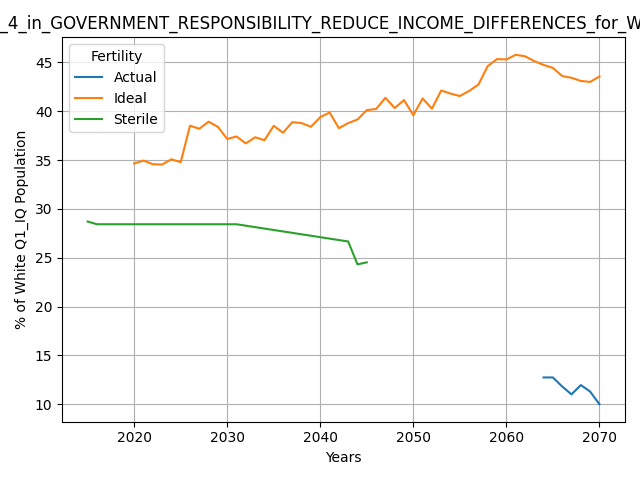 _4_in_GOVERNMENT_RESPONSIBILITY_REDUCE_INCOME_DIFFERENCES_for_W
Fertility
Actual
Ideal
Sterile
% of White Q1_IQ Population
45
40
35
30
25
20
15
10
2020 2030 2040 2050 2060 2070
Years